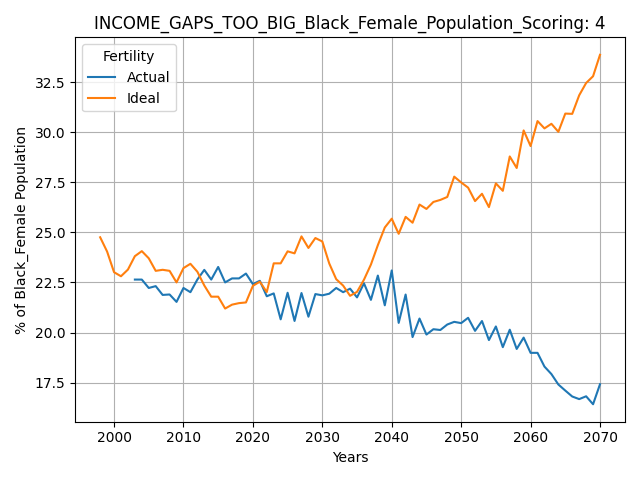 INCOME_GAPS_TOO_BIG_Black_Female_Population_Scoring: 4
Fertility
Actual
Ideal
% of Black_Female Population
32.5
30.0
27.5
25.0
22.5
20.0
17.5
2000 2010 2020 2030 2040 2050 2060 2070
Years